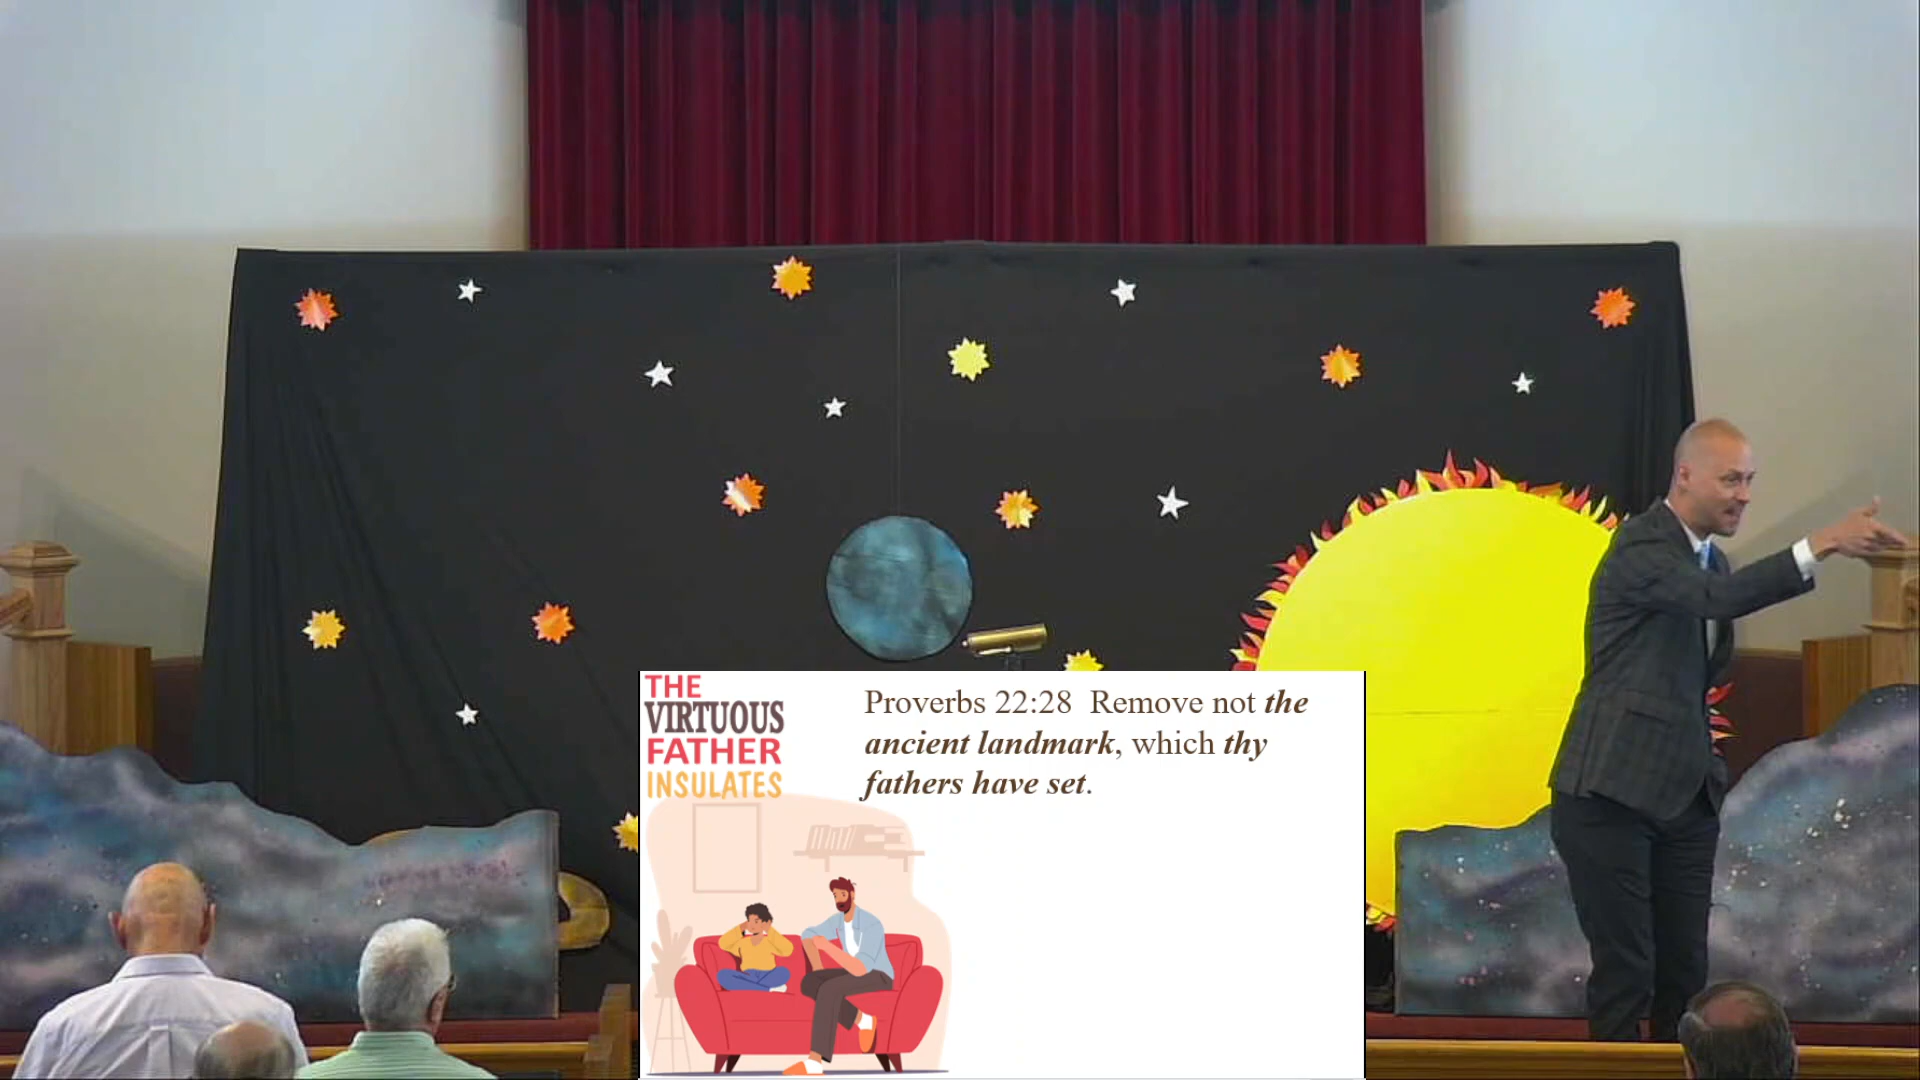 THE
VIRTUOUS
FATHER
INSULATES
Proverbs 22:28  Remove not the
ancient landmark, which thy
fathers have set.